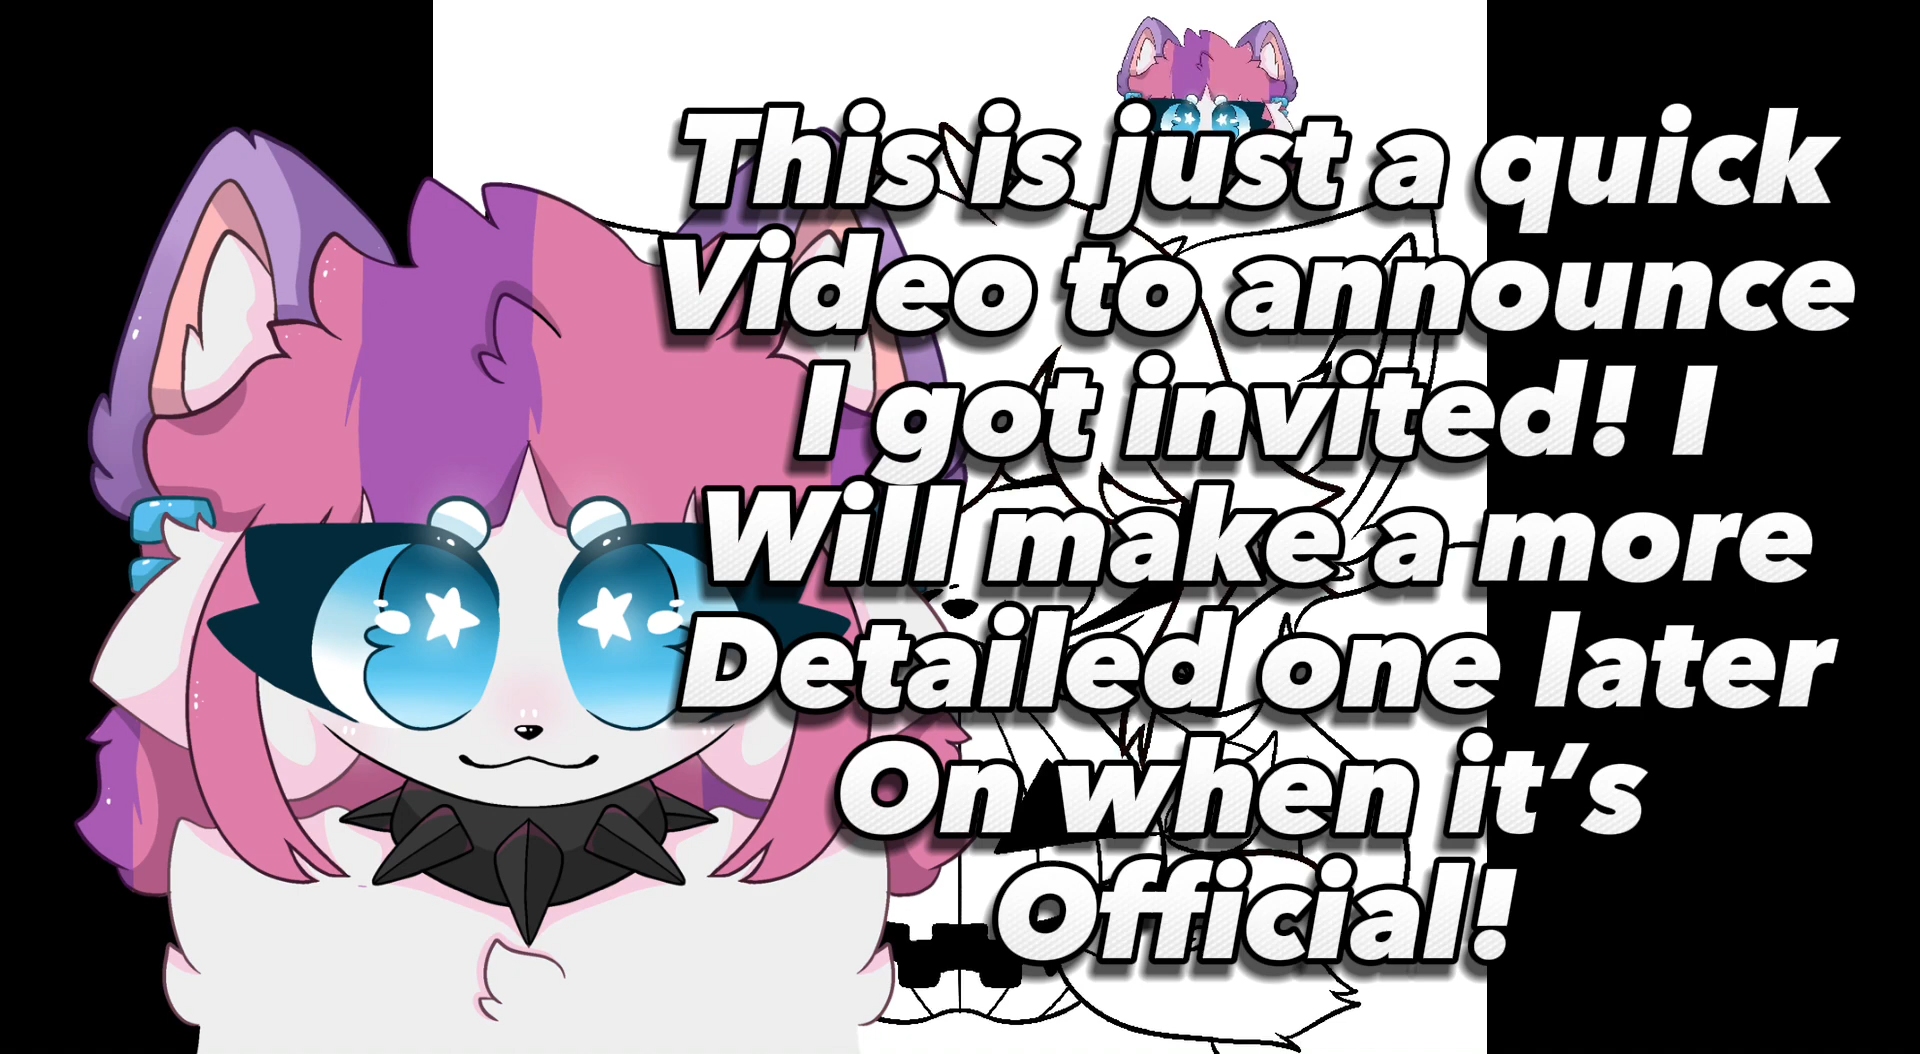 This is just a quick
Video to announce
I got invited! I
Will make a more
Detailed one later
On when it’s
Official!